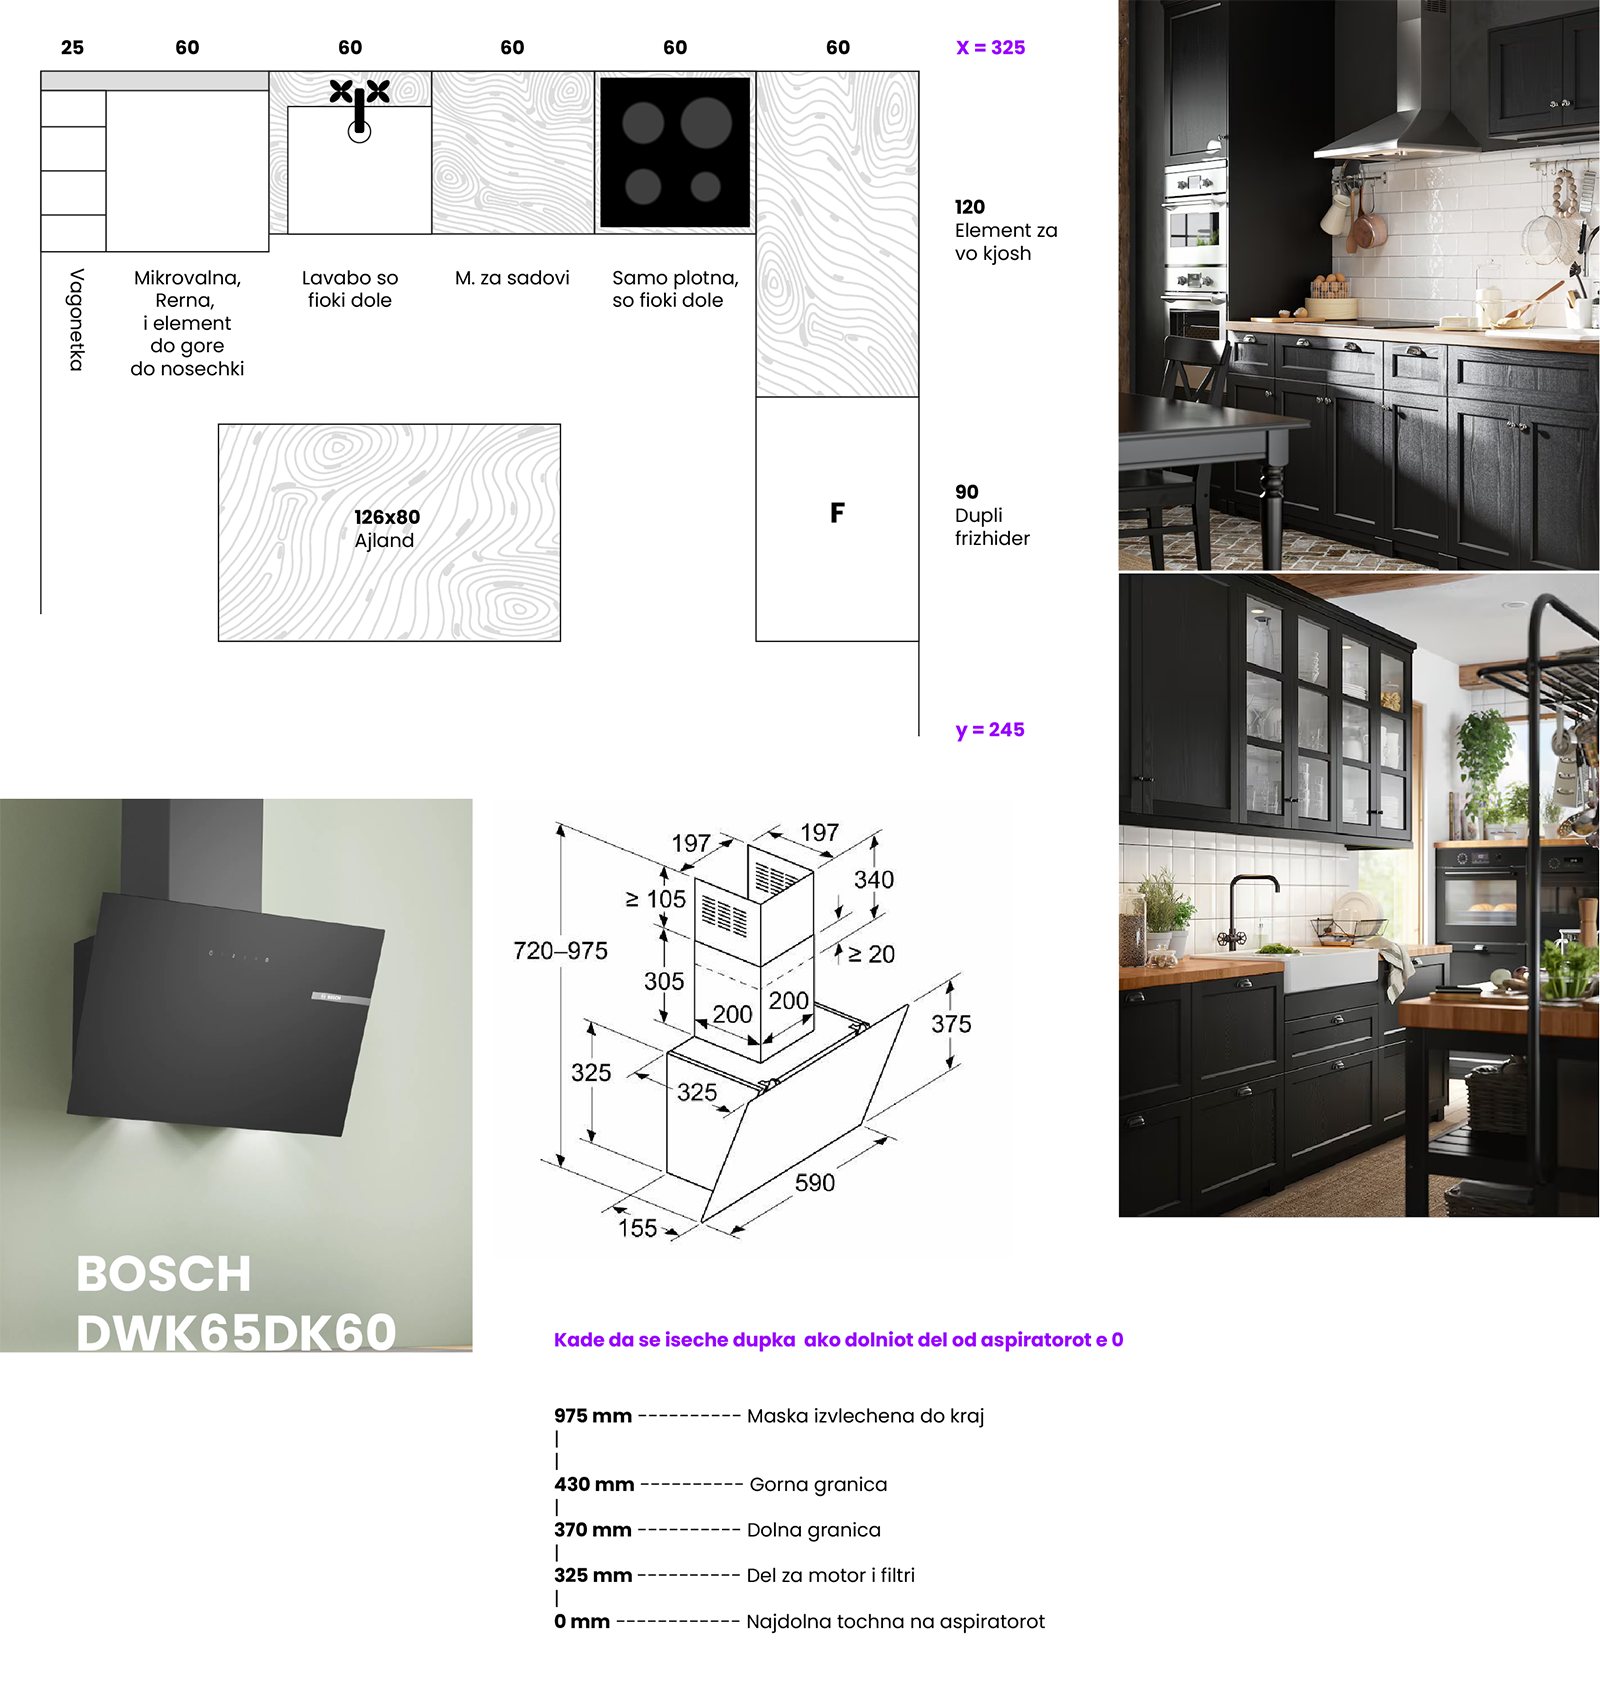 25 60 60 60 60 60 X = 325
120
Element za
vo kjosh
Vagonetka
Mikrovalna,
Rerna,
i element
do gore
do nosechki
Lavabo so
fioki dole
M. za sadovi
Samo plotna,
so fioki dole
126x80
Ajland
F
90
Dupli
frizhider
y = 245
BOSCH
BOSCH
DWK65DK60
197
197
≥ 105
340
720–975
≥ 20
305
200
200
375
325
325
590
155
Kade da se iseche dupka ako dolniot del od aspiratorot e 0
975 mm ---------- Maska izvlechena do kraj
430 mm ---------- Gorna granica
370 mm ---------- Dolna granica
325 mm ---------- Del za motor i filtri
0 mm ------------ Najdolna tochna na aspiratorot